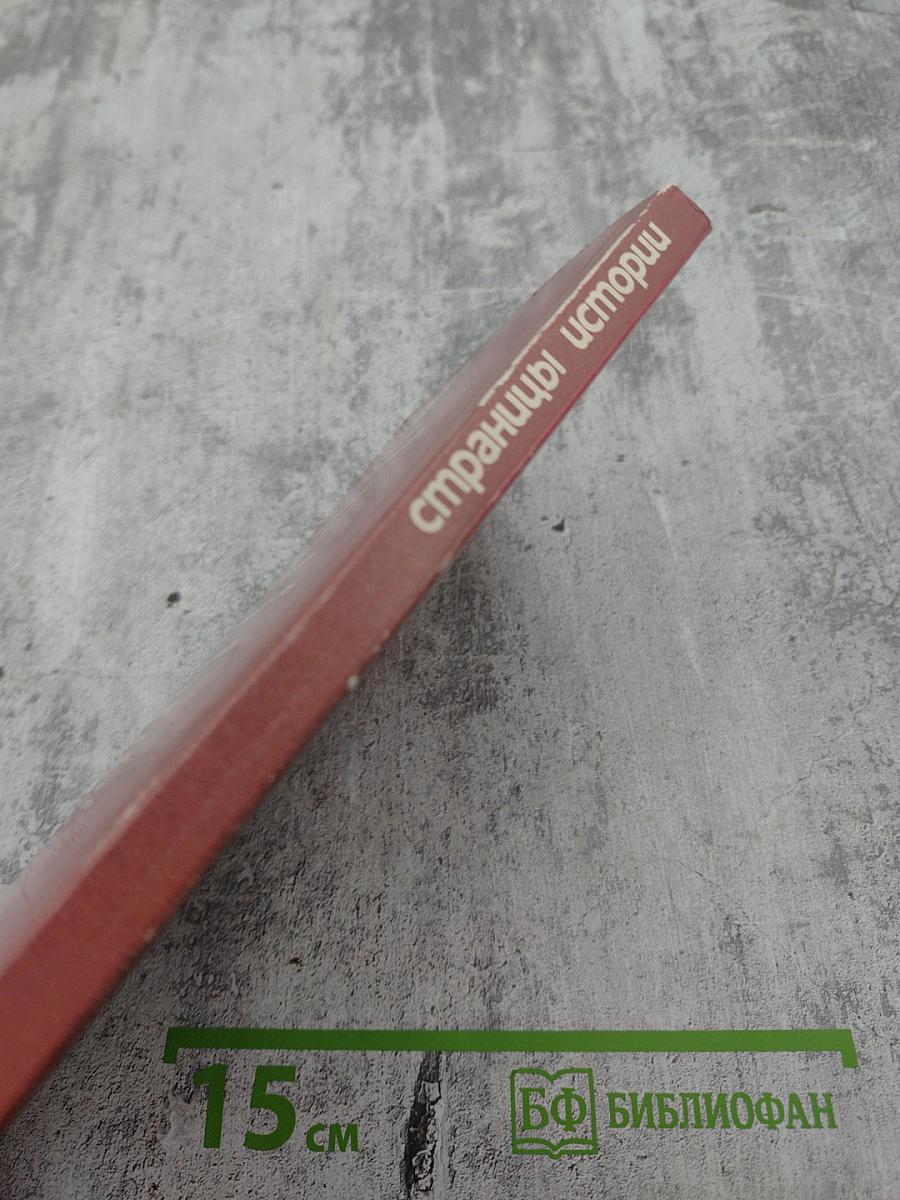 страницы истории
15 см
БФ БИБЛИОФАН